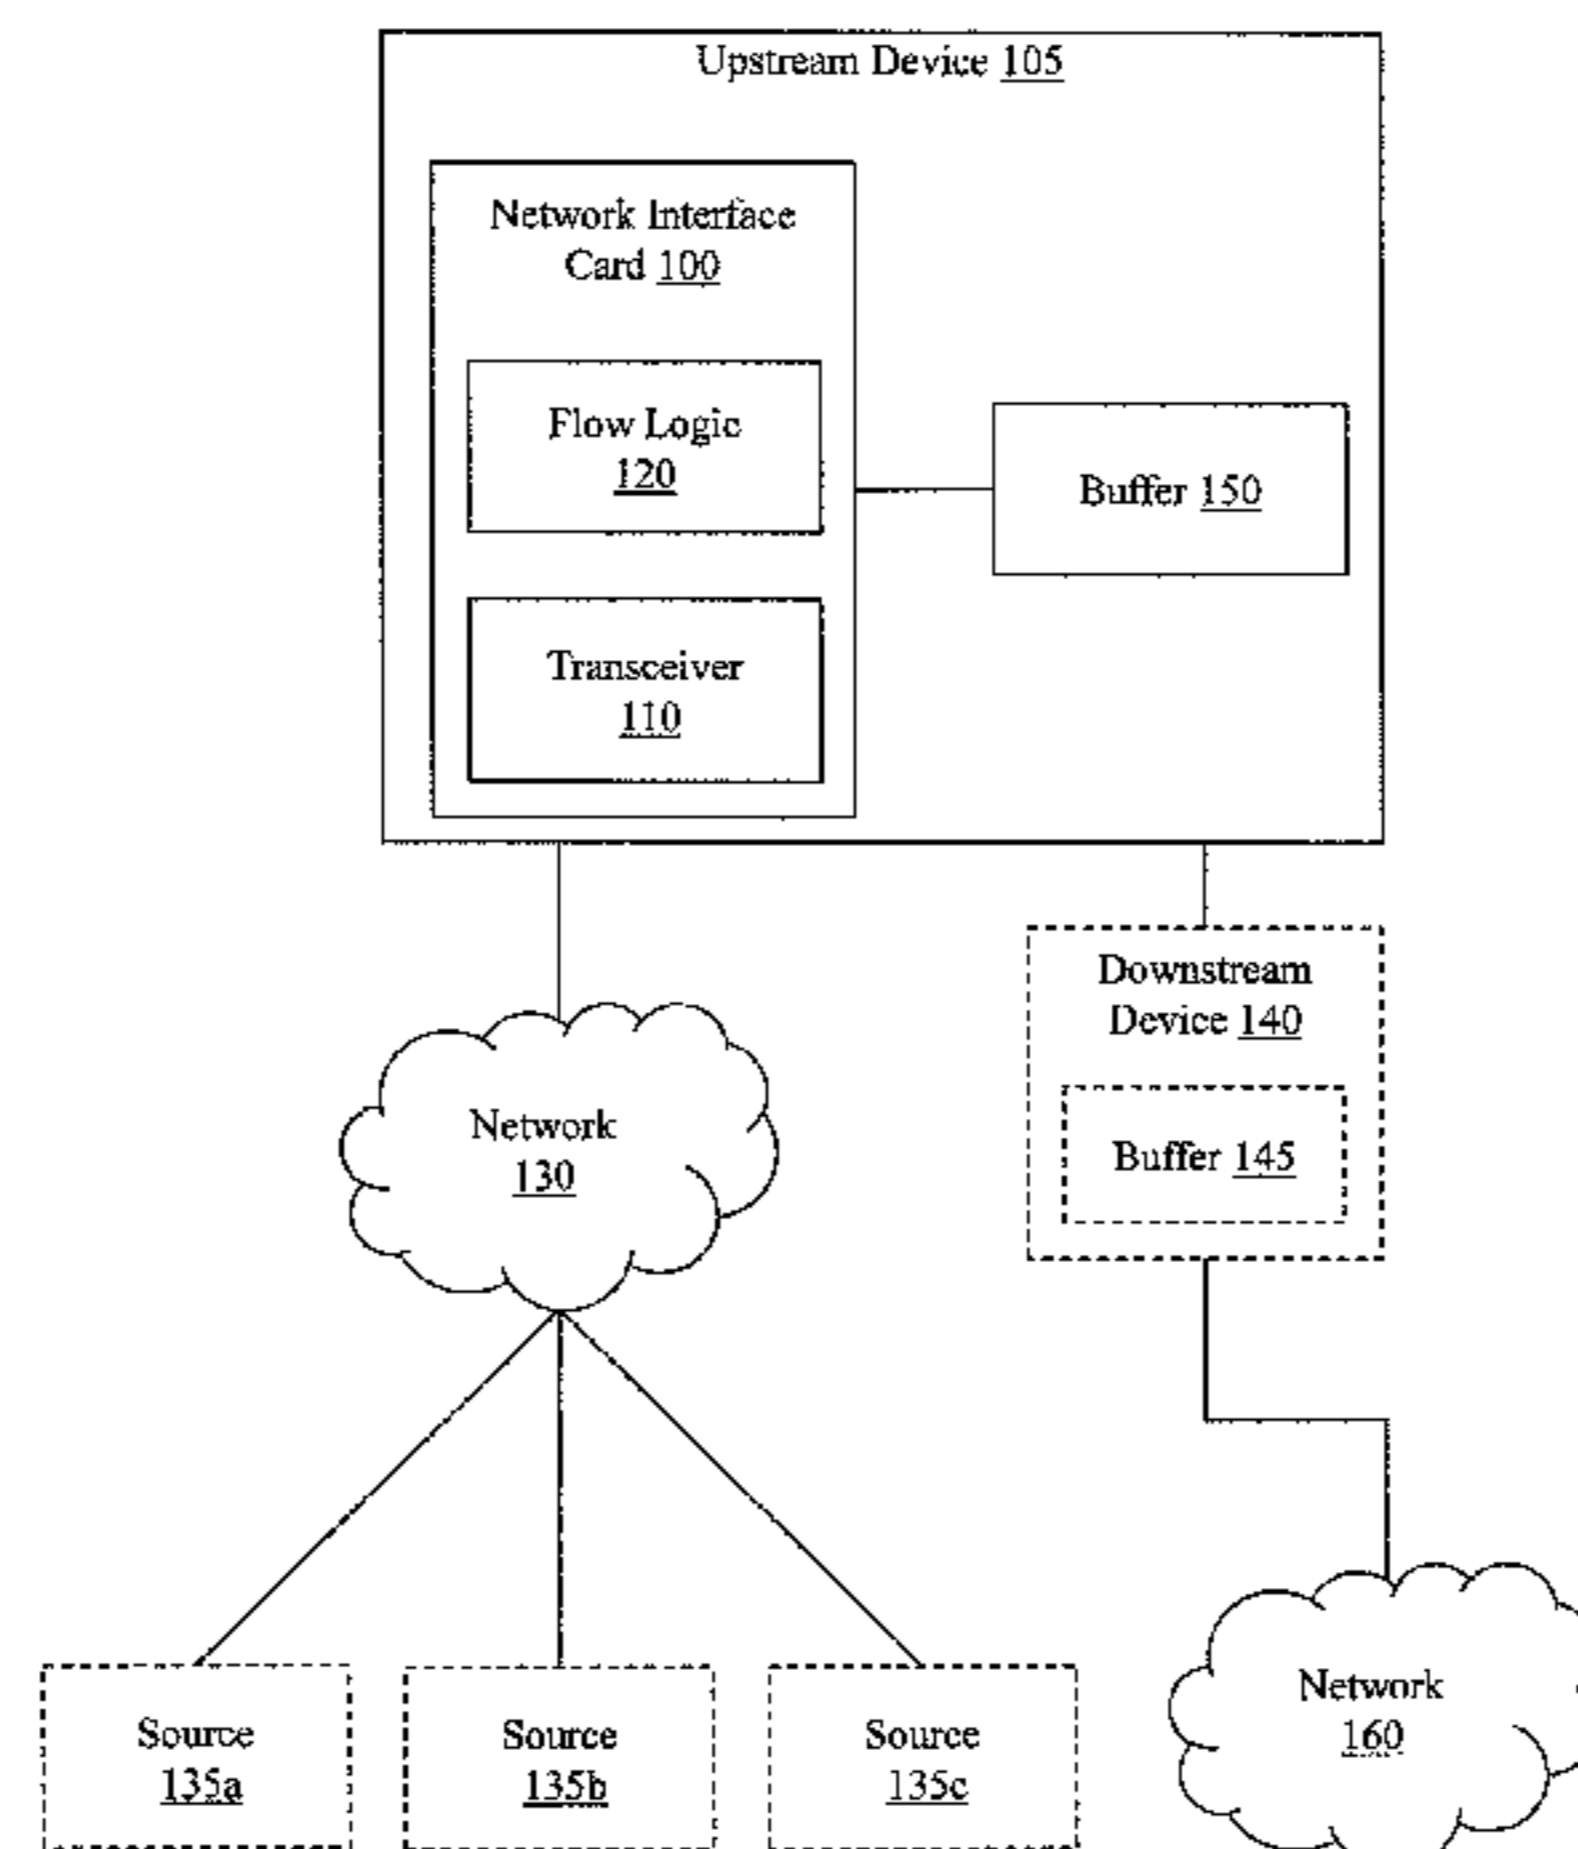 Upstream Device 105
Network Interface
Card 100
Flow Logic
120
Buffer 150
Transceiver
110
Downstream
Device 140
Network
130
Buffer 145
Source
135a
Source
135b
Source
135c
Network
160